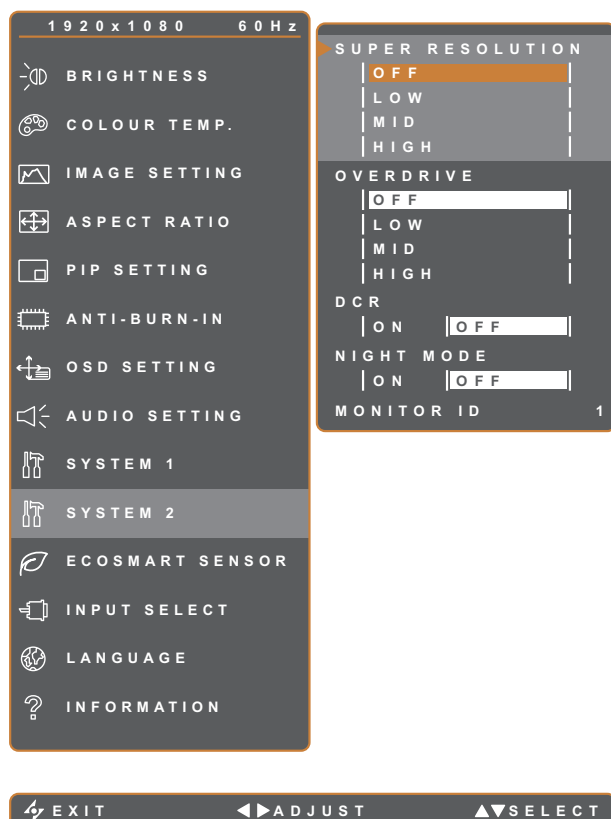 1920x1080 60Hz
BRIGHTNESS
COLOUR TEMP.
IMAGE SETTING
ASPECT RATIO
PIP SETTING
ANTI-BURN-IN
OSD SETTING
AUDIO SETTING
SYSTEM 1
SYSTEM 2
ECOSMART SENSOR
INPUT SELECT
LANGUAGE
INFORMATION
SUPER RESOLUTION
OFF
LOW
MID
HIGH
OVERDRIVE
OFF
LOW
MID
HIGH
DCR
ON OFF
NIGHT MODE
ON OFF
MONITOR ID 1
EXIT ADJUST SELECT